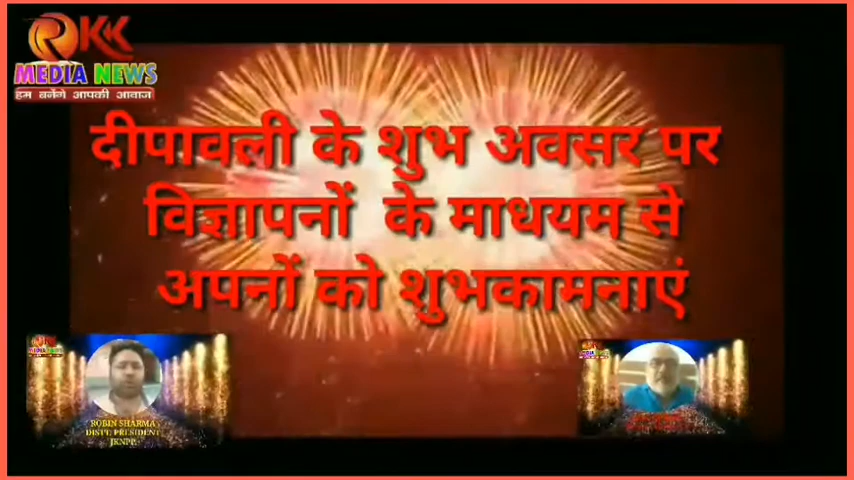 RKK
MEDIA NEWS
हम बनेंगे आपकी आवाज
दीपावली के शुभ अवसर पर
विज्ञापनों के माधयम से
अपनों को शुभकामनाएं
ROBIN SHARMA
DISTT. PRESIDENT
JKNPP